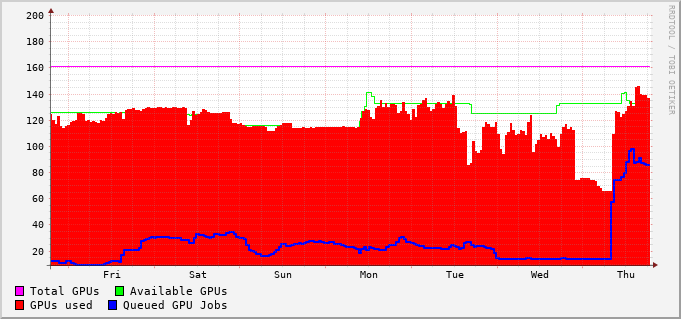 200
180
160
140
120
100
80
60
40
20
Fri Sat Sun Mon Tue Wed Thu
RRDTOOL / TOBI OETIKER
Total GPUs Available GPUs
GPUs used Queued GPU Jobs